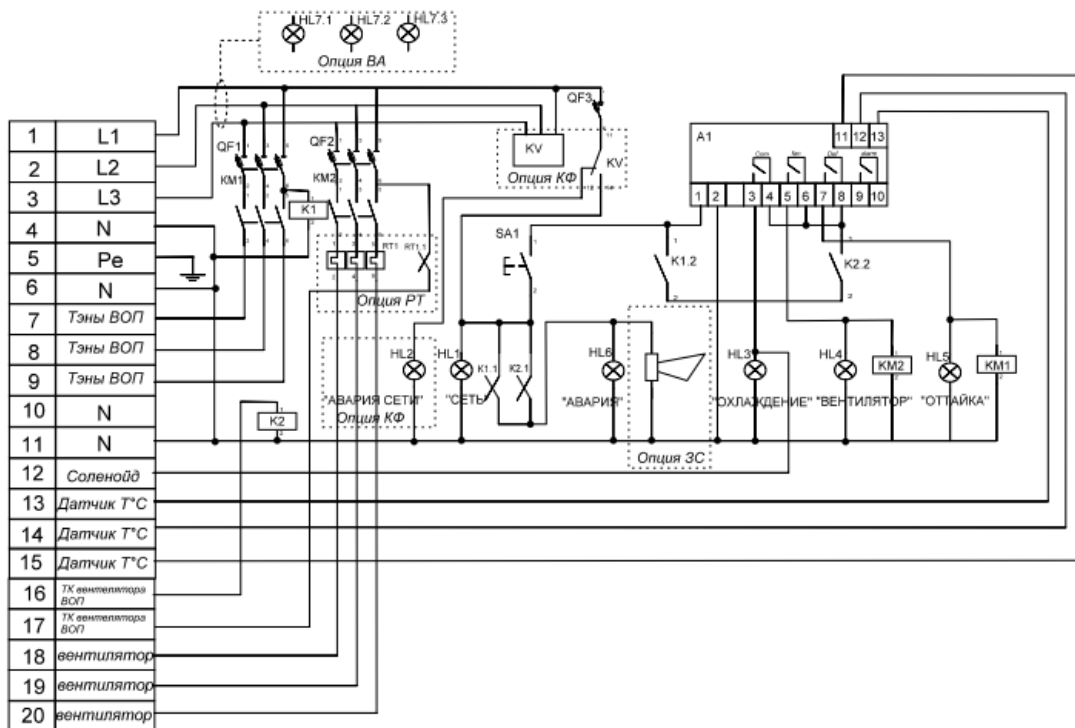 HL7.1 HL7.2 HL7.3
Опция ВА
QF3
A1
11 12 13
KV
KV
Опция КФ
1 2 3 4 5 6 7 8 9 10
QF1
QF2
KM1
KM2
K1
SA1
K1.2
K2.2
RT1
RT1.1
Опция РТ
HL2
HL1
K1.1
K2.1
HL6
HL3
HL4
KM2
HL5
KM1
"АВАРИЯ СЕТИ"
"СЕТЬ"
"АВАРИЯ"
"ОХЛАЖДЕНИЕ"
"ВЕНТИЛЯТОР"
"ОТТАЙКА"
Опция КФ
K2
Опция ЗС
1 L1
2 L2
3 L3
4 N
5 Pe
6 N
7 Тэны ВОП
8 Тэны ВОП
9 Тэны ВОП
10 N
11 N
12 Соленойд
13 Датчик Т°С
14 Датчик Т°С
15 Датчик Т°С
16 ТК вентелятора ВОП
17 ТК вентелятора ВОП
18 вентилятор
19 вентилятор
20 вентилятор